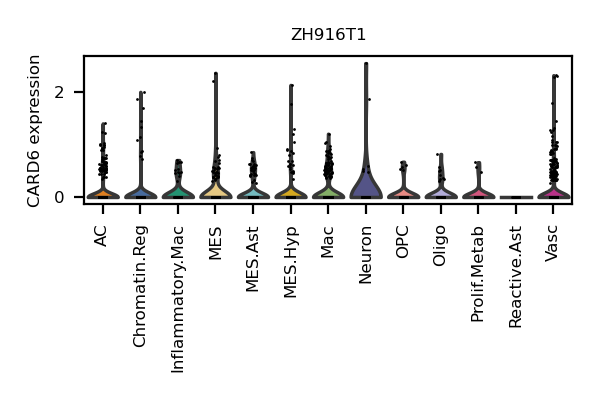 ZH916T1
CARD6 expression
2
0
AC
Chromatin.Reg
Inflammatory.Mac
MES
MES.Ast
MES.Hyp
Mac
Neuron
OPC
Oligo
Prolif.Metab
Reactive.Ast
Vasc